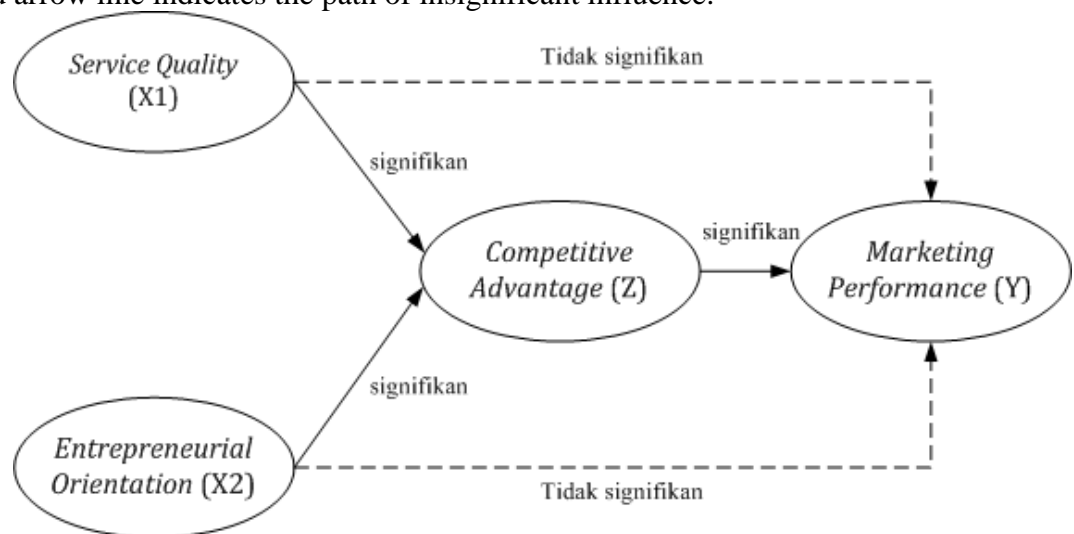 arrow line indicates the path of insignificant influence.
Service Quality
(X1)
Tidak signifikan
signifikan
Competitive
Advantage (Z)
signifikan
Marketing
Performance (Y)
signifikan
Entrepreneurial
Orientation (X2)
Tidak signifikan